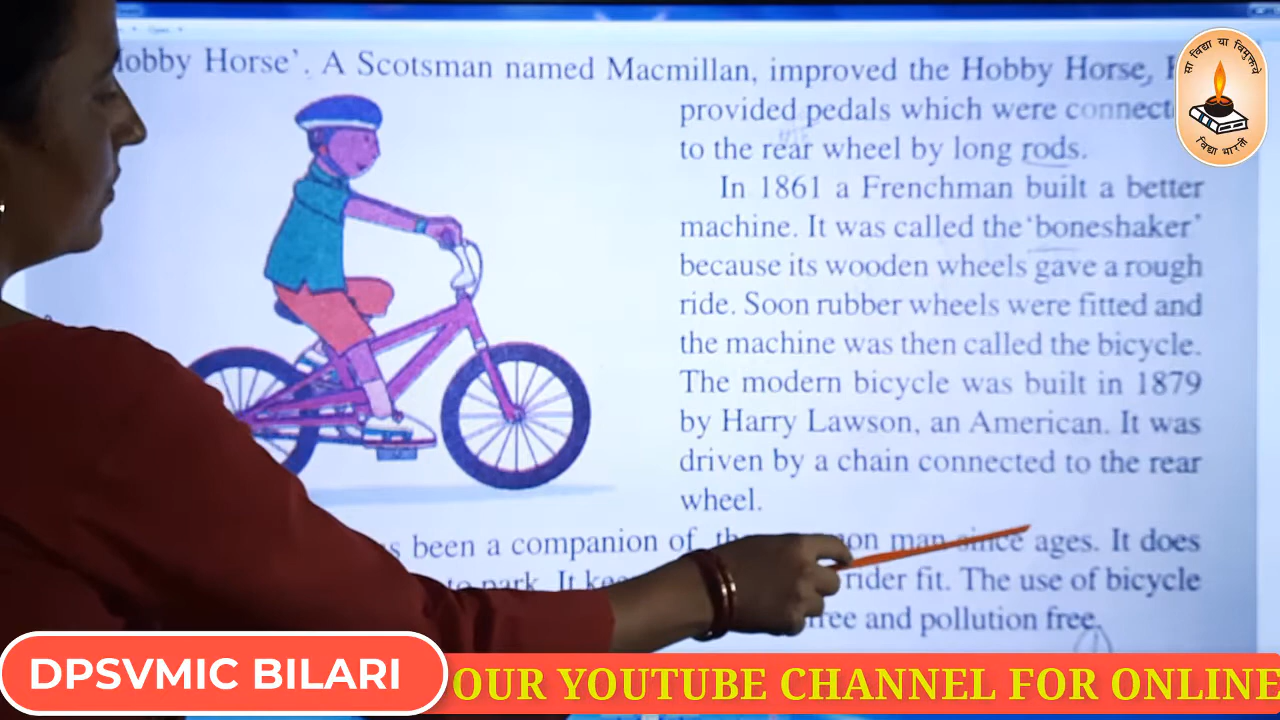 Hobby Horse'. A Scotsman named Macmillan, improved the Hobby Horse,
provided pedals which were
to the rear wheel by long rods.
In 1861 a Frenchman built a better
machine. It was called the 'boneshaker'
because its wooden wheels gave a rough
ride. Soon rubber wheels were fitted and
the machine was then called the bicycle.
The modern bicycle was built in 1879
by Harry Lawson, an American. It was
driven by a chain connected to the rear
wheel.
been a companion of man since ages. It does
to park. It rider fit. The use of bicycle
free and pollution free.
सा विद्या या विमुक्तये
विद्या भारती
DPSVMIC BILARI
OUR YOUTUBE CHANNEL FOR ONLINE